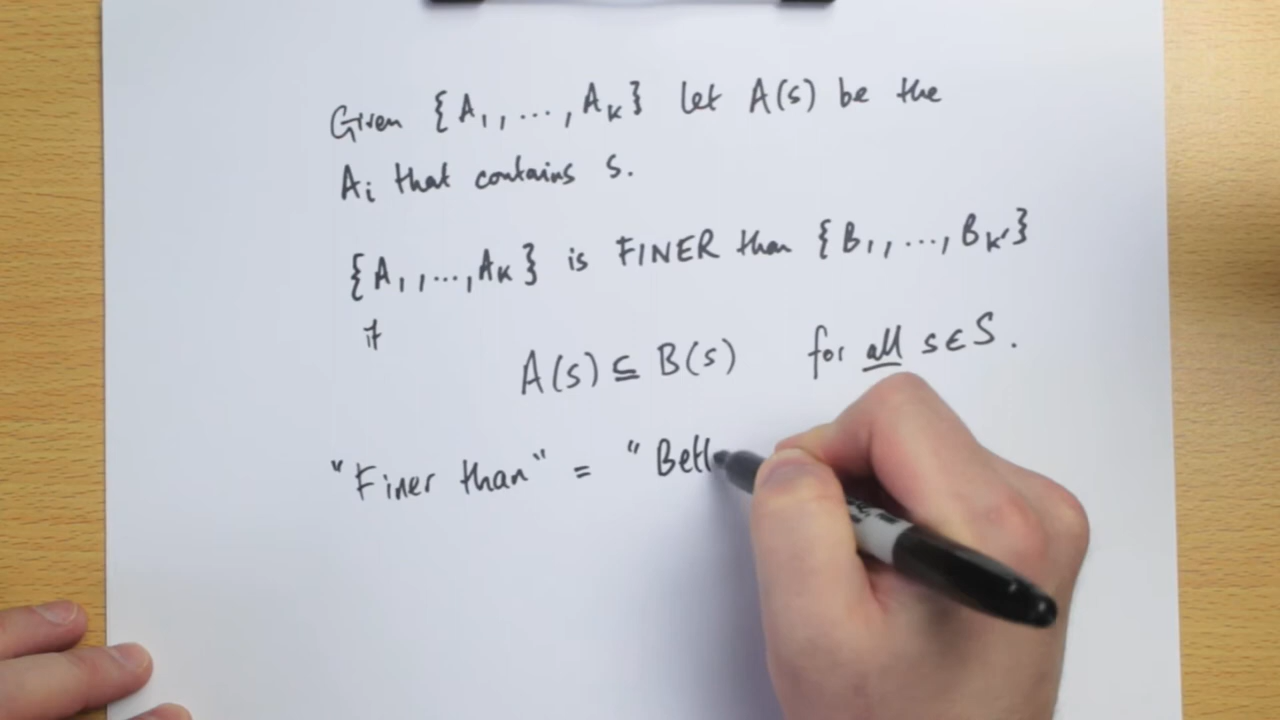 Given {A₁, ..., Aₖ} let A(s) be the
Aᵢ that contains s.
{A₁, ..., Aₖ} is FINER than {B₁, ..., Bₖ'}
if
A(s) ⊆ B(s) for all s ∈ S.
"Finer than" = "Bett